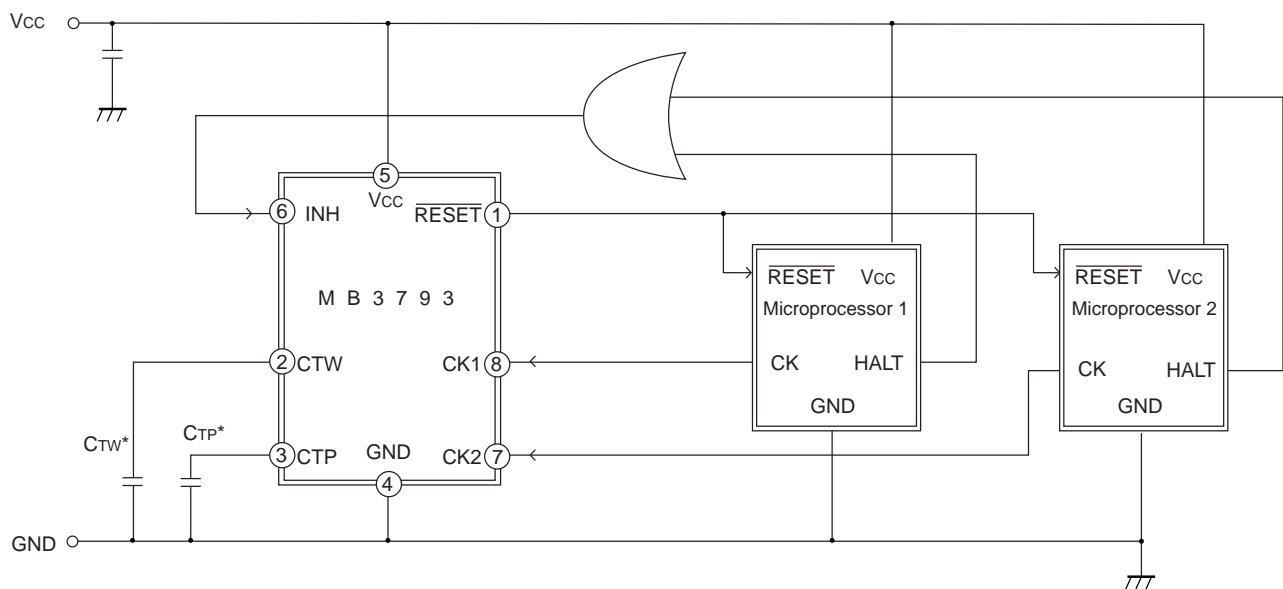 VCC
5
VCC
6 INH
RESET 1
M B 3 7 9 3
2 CTW
CK1 8
CTW*
CTP*
3 CTP
GND
CK2 7
4
GND
RESET VCC
Microprocessor 1
CK HALT
GND
RESET VCC
Microprocessor 2
CK HALT
GND